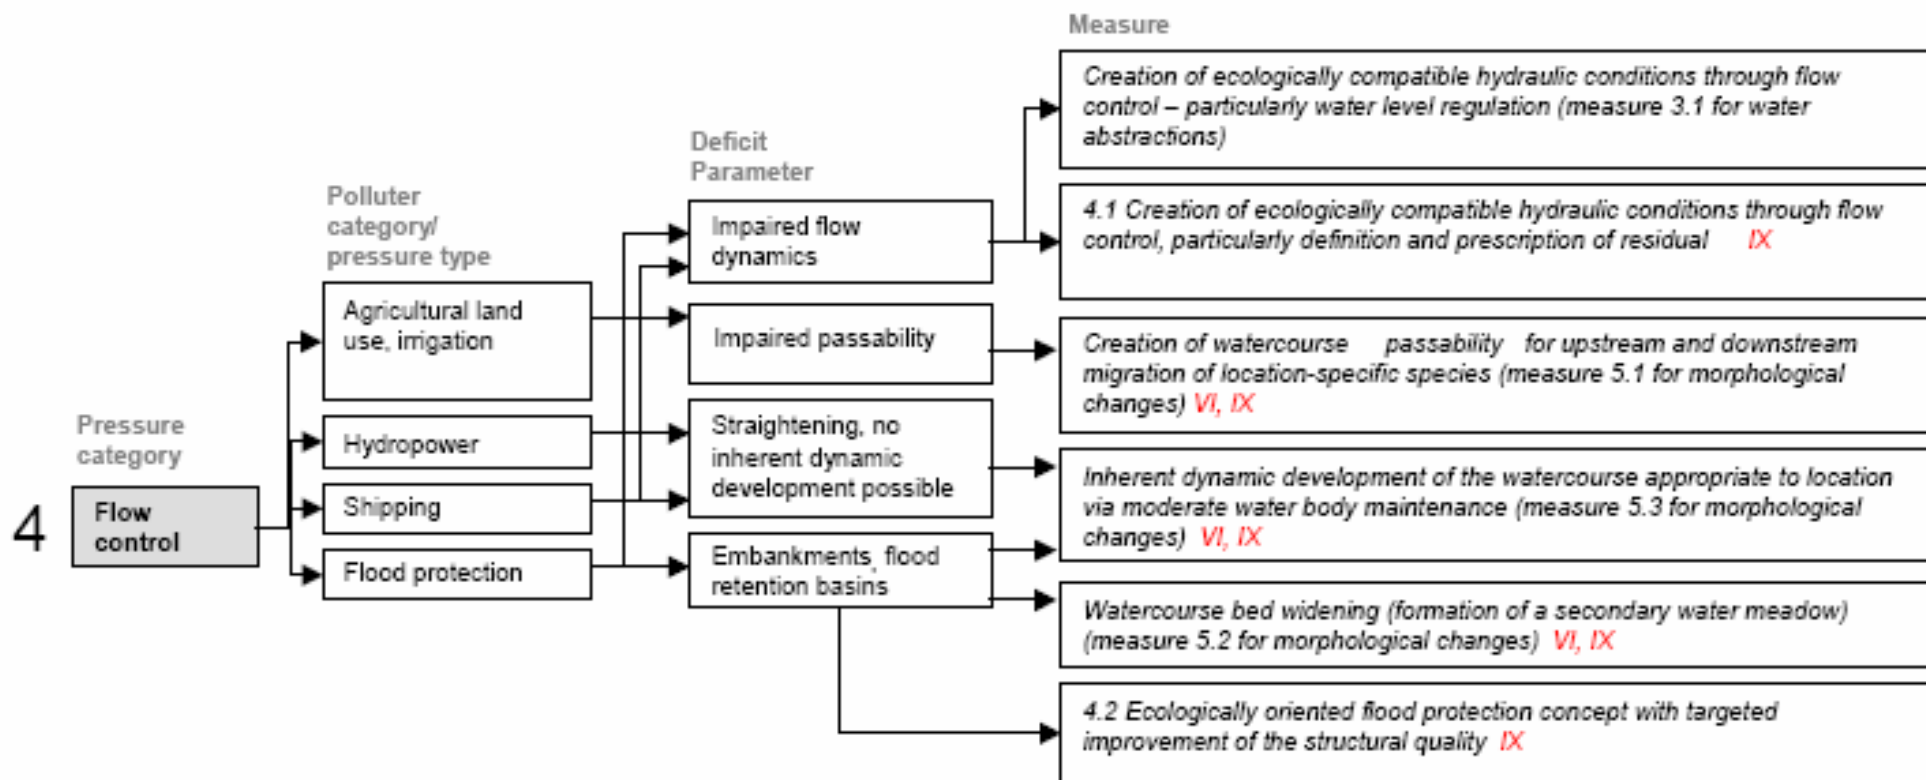 4
Pressure
category
Flow
control
Polluter
category/
pressure type
Agricultural land
use, irrigation
Hydropower
Shipping
Flood protection
Deficit
Parameter
Impaired flow
dynamics
Impaired passability
Straightening, no
inherent dynamic
development possible
Embankments, flood
retention basins
Measure
Creation of ecologically compatible hydraulic conditions through flow
control – particularly water level regulation (measure 3.1 for water
abstractions)
4.1 Creation of ecologically compatible hydraulic conditions through flow
control, particularly definition and prescription of residual IX
Creation of watercourse passability for upstream and downstream
migration of location-specific species (measure 5.1 for morphological
changes) VI, IX
Inherent dynamic development of the watercourse appropriate to location
via moderate water body maintenance (measure 5.3 for morphological
changes) VI, IX
Watercourse bed widening (formation of a secondary water meadow)
(measure 5.2 for morphological changes) VI, IX
4.2 Ecologically oriented flood protection concept with targeted
improvement of the structural quality IX